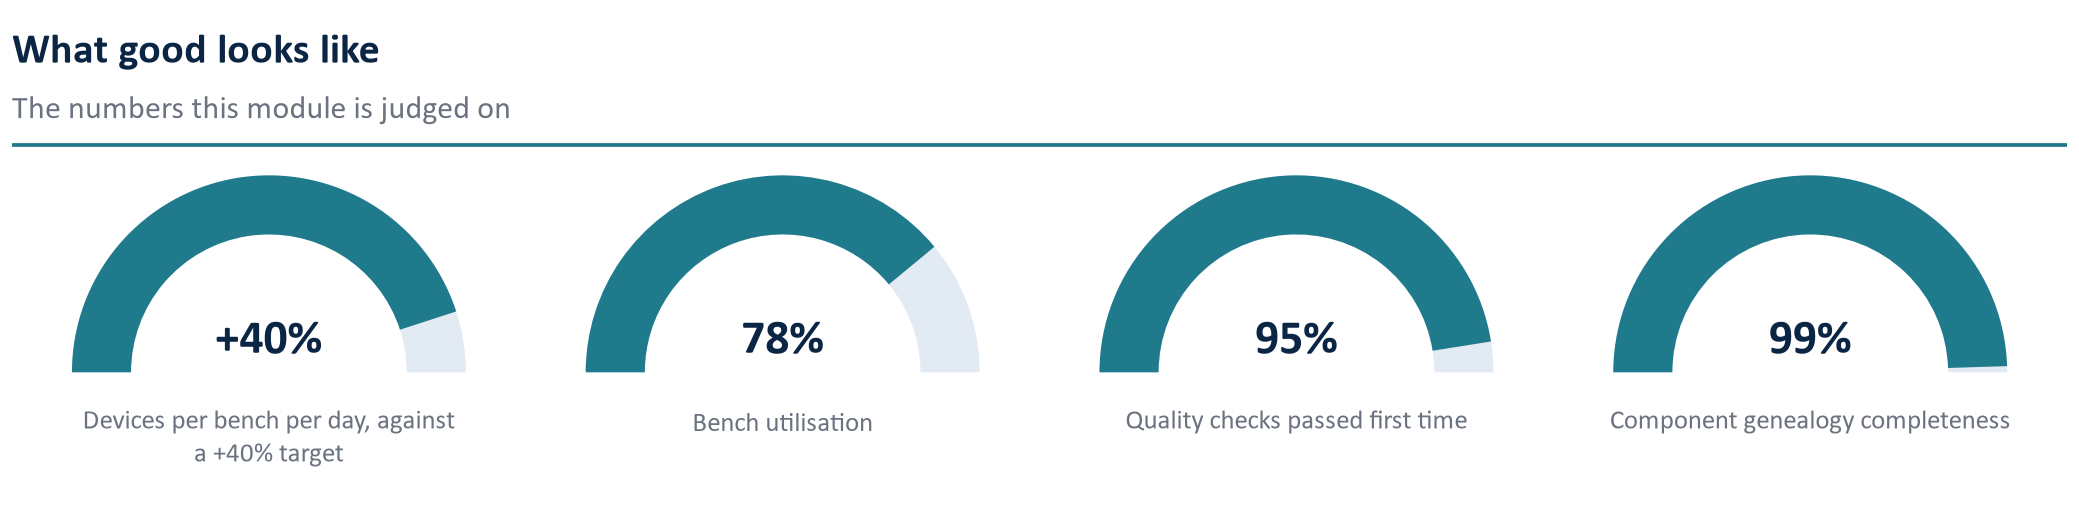 What good looks like
The numbers this module is judged on
+40%
78%
95%
99%
Devices per bench per day, against
a +40% target
Bench utilisation
Quality checks passed first time
Component genealogy completeness